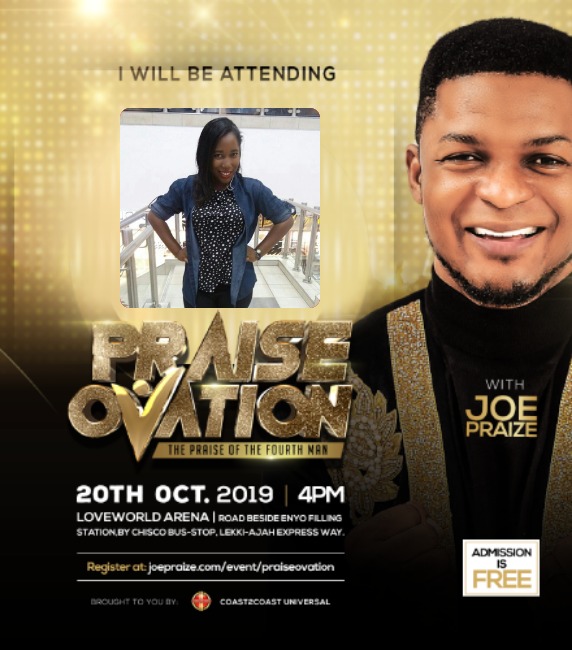 I WILL BE ATTENDING
PRAISE
OVATION
THE PRAISE OF THE FOURTH MAN
20TH OCT. 2019 | 4PM
LOVEWORLD ARENA | ROAD BESIDE ENYO FILLING
STATION,BY CHISCO BUS-STOP, LEKKI-AJAH EXPRESS WAY.
Register at: joepraize.com/event/praiseovation
BROUGHT TO YOU BY: COAST2COAST UNIVERSAL
WITH
JOE
PRAIZE
ADMISSION
IS
FREE